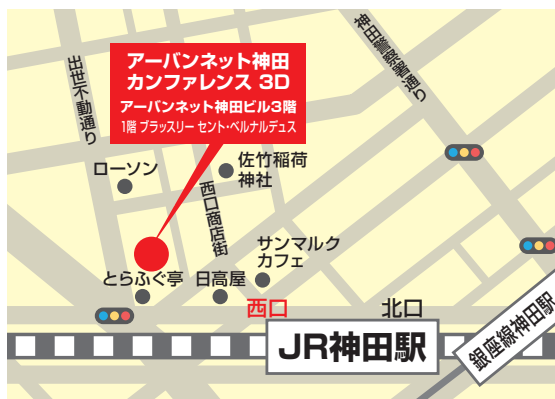 アーバンネット神田
カンファレンス 3D
アーバンネット神田ビル3階
1階 ブラッスリー セント・ベルナルデュス
出世不動通り
神田警察署通り
ローソン
佐竹稲荷
神社
西口商店街
サンマルク
カフェ
とらふぐ亭
日高屋
西口
北口
JR神田駅
銀座線神田駅